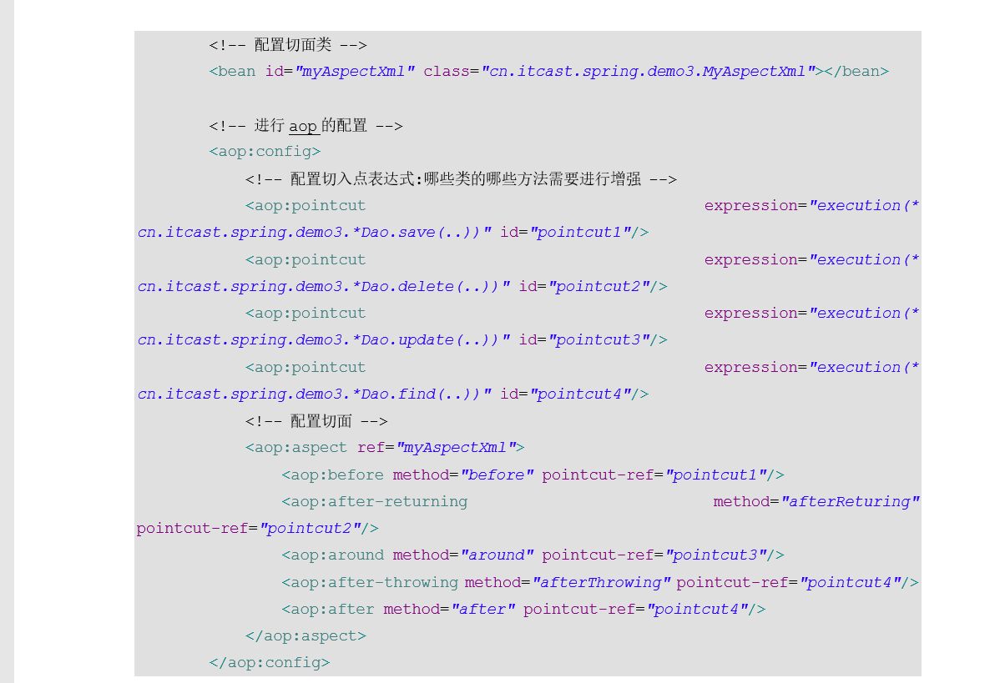 <!-- 配置切面类 -->
<bean id="myAspectXml" class="cn.itcast.spring.demo3.MyAspectXml"></bean>
<!-- 进行 aop 的配置 -->
<aop:config>
<!-- 配置切入点表达式:哪些类的哪些方法需要进行增强 -->
<aop:pointcut expression="execution(*
cn.itcast.spring.demo3.*Dao.save(..))" id="pointcut1"/>
<aop:pointcut expression="execution(*
cn.itcast.spring.demo3.*Dao.delete(..))" id="pointcut2"/>
<aop:pointcut expression="execution(*
cn.itcast.spring.demo3.*Dao.update(..))" id="pointcut3"/>
<aop:pointcut expression="execution(*
cn.itcast.spring.demo3.*Dao.find(..))" id="pointcut4"/>
<!-- 配置切面 -->
<aop:aspect ref="myAspectXml">
<aop:before method="before" pointcut-ref="pointcut1"/>
<aop:after-returning method="afterReturing"
pointcut-ref="pointcut2"/>
<aop:around method="around" pointcut-ref="pointcut3"/>
<aop:after-throwing method="afterThrowing" pointcut-ref="pointcut4"/>
<aop:after method="after" pointcut-ref="pointcut4"/>
</aop:aspect>
</aop:config>